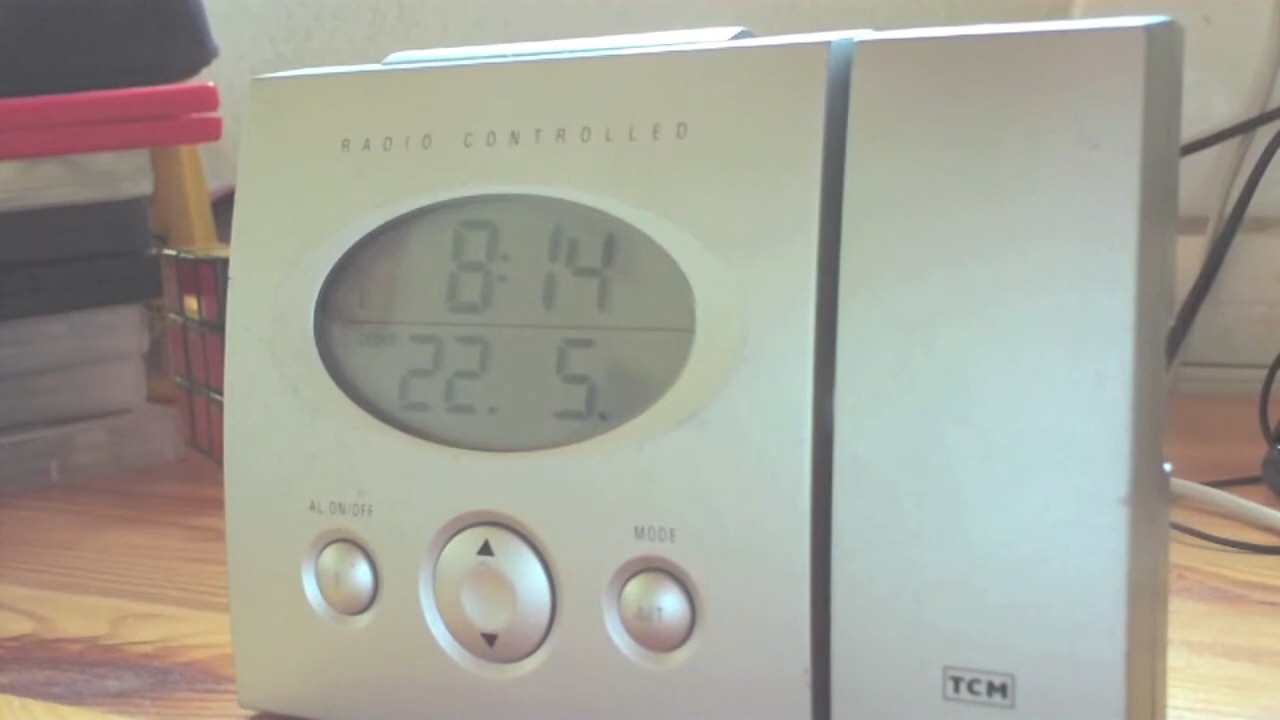 RADIO CONTROLLED
8:14
22. 5.
AL.ON/OFF
MODE
TCM